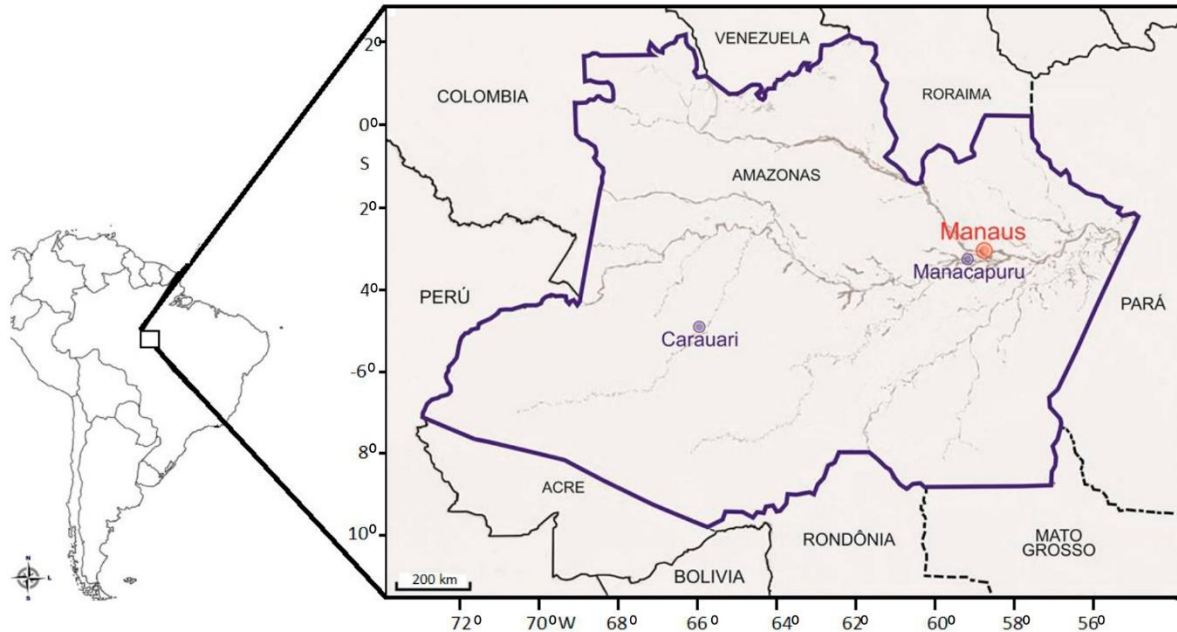 VENEZUELA
COLOMBIA
RORAIMA
AMAZONAS
Manaus
Manacapuru
PERÚ
PARÁ
Carauari
ACRE
RONDÔNIA
MATO
GROSSO
BOLIVIA
200 km
2º
0º
S
2º
4º
-6º
8º
10º
72º 70ºW 68º 66º 64º 62º 60º 58º 56º
N
L
S